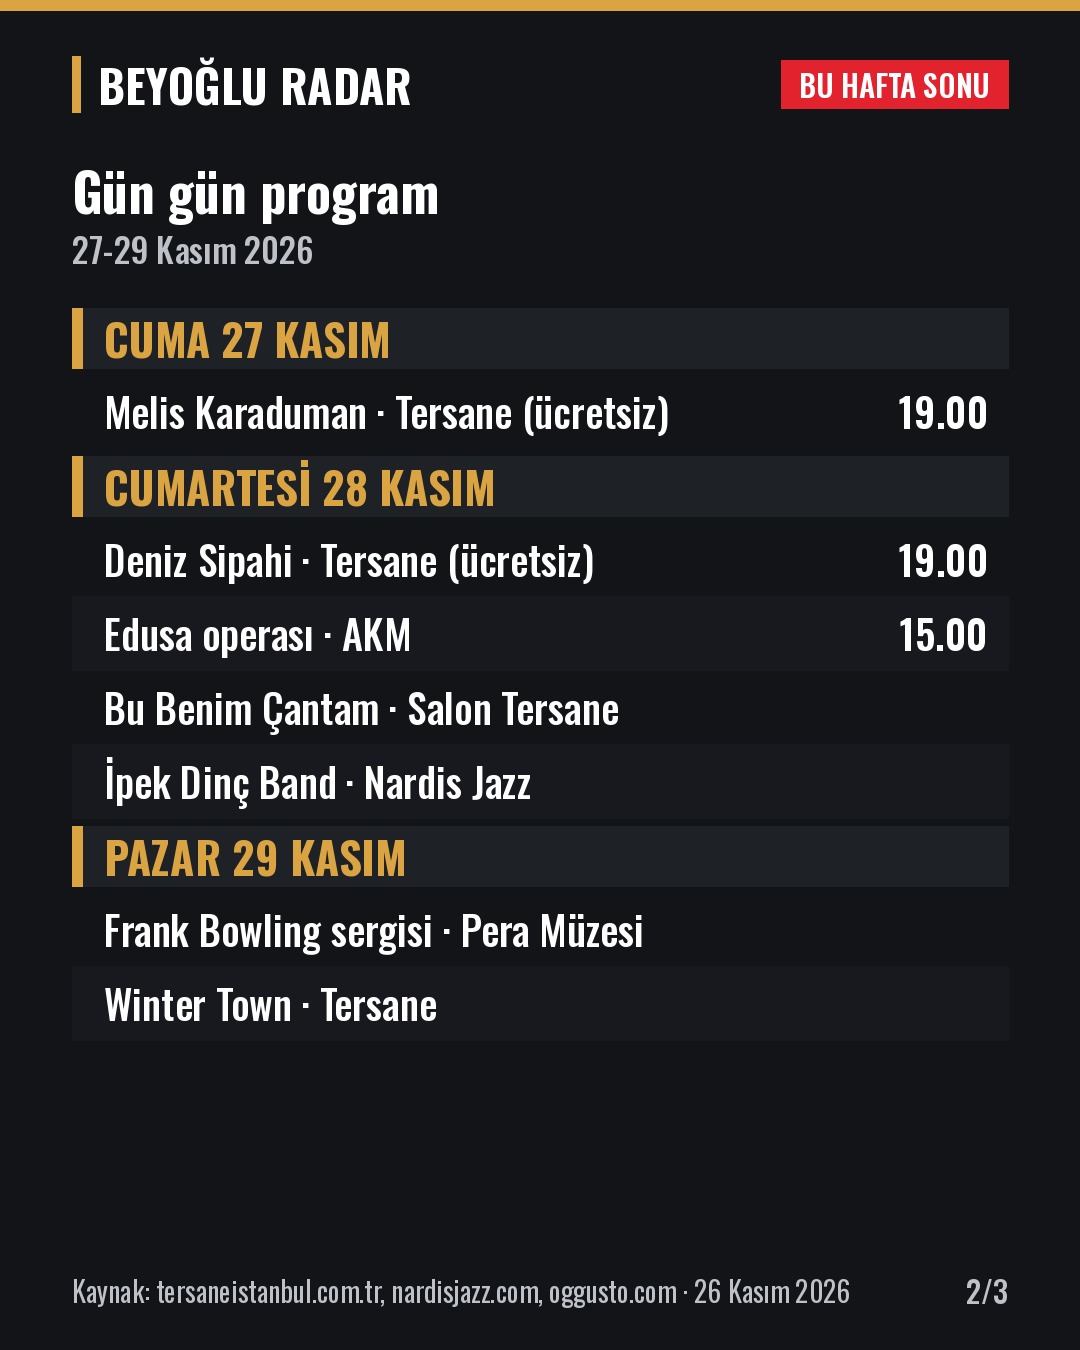 BEYOĞLU RADAR
BU HAFTA SONU
Gün gün program
27-29 Kasım 2026
CUMA 27 KASIM
Melis Karaduman · Tersane (ücretsiz) 19.00
CUMARTESİ 28 KASIM
Deniz Sipahi · Tersane (ücretsiz) 19.00
Edusa operası · AKM 15.00
Bu Benim Çantam · Salon Tersane
İpek Dinç Band · Nardis Jazz
PAZAR 29 KASIM
Frank Bowling sergisi · Pera Müzesi
Winter Town · Tersane
Kaynak: tersaneistanbul.com.tr, nardisjazz.com, oggusto.com · 26 Kasım 2026 2/3